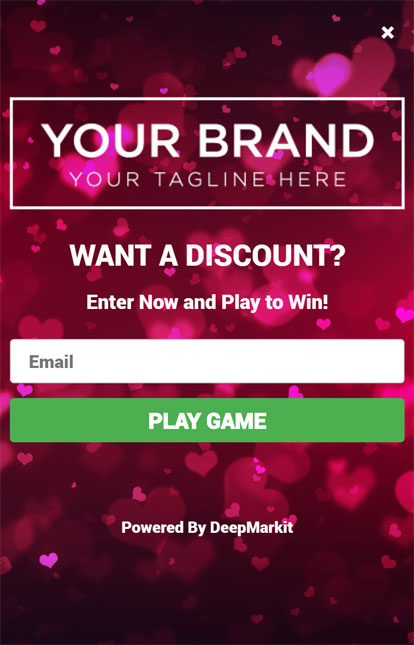 YOUR BRAND
YOUR TAGLINE HERE
WANT A DISCOUNT?
Enter Now and Play to Win!
Email
PLAY GAME
Powered By DeepMarkit